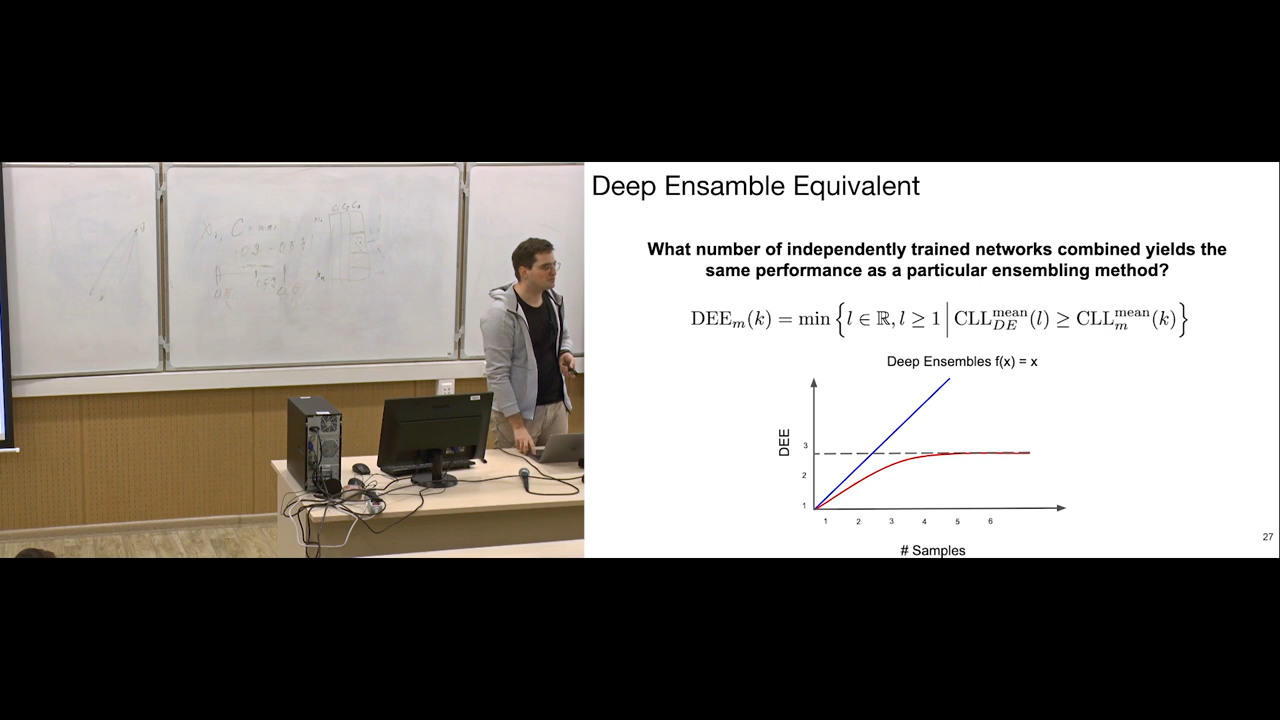 Deep Ensamble Equivalent
What number of independently trained networks combined yields the
same performance as a particular ensembling method?
DEE_m(k) = min { l ∈ ℝ, l ≥ 1 | CLL_{DE}^{mean}(l) ≥ CLL_m^{mean}(k) }
Deep Ensembles f(x) = x
DEE
3
2
1
1 2 3 4 5 6
# Samples
27